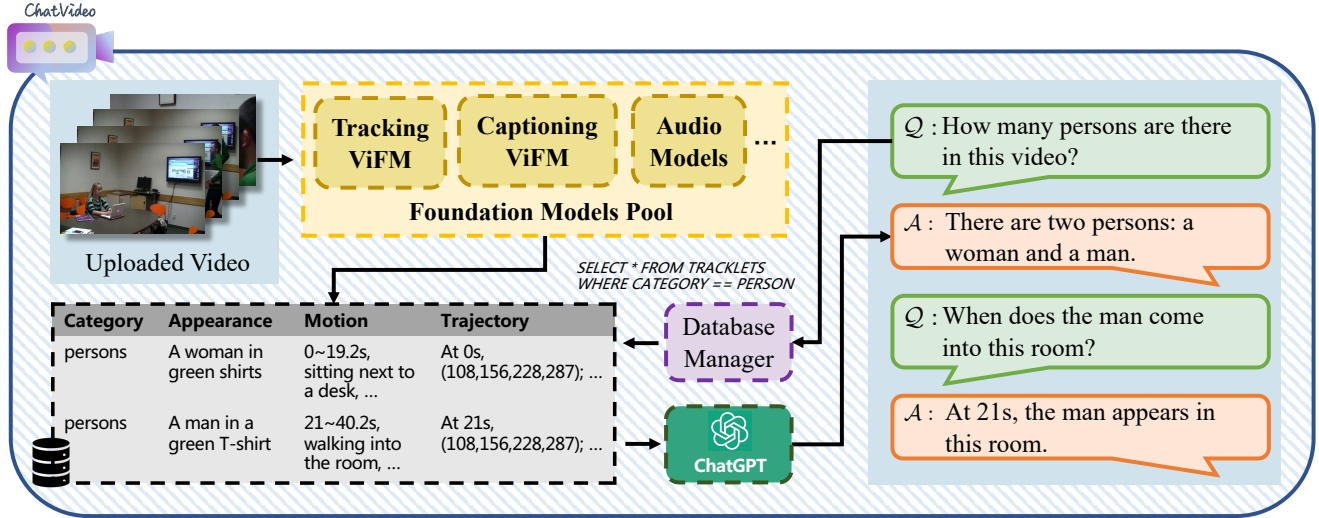 ChatVideo
Tracking
ViFM
Captioning
ViFM
Audio
Models
...
Foundation Models Pool
Uploaded Video
SELECT * FROM TRACKLETS
WHERE CATEGORY == PERSON
Category Appearance Motion Trajectory
persons A woman in green shirts 0~19.2s, sitting next to a desk, ... At 0s, (108,156,228,287); ...
persons A man in a green T-shirt 21~40.2s, walking into the room, ... At 21s, (108,156,228,287); ...
Database
Manager
ChatGPT
Q : How many persons are there
in this video?
A : There are two persons: a
woman and a man.
Q : When does the man come
into this room?
A : At 21s, the man appears in
this room.